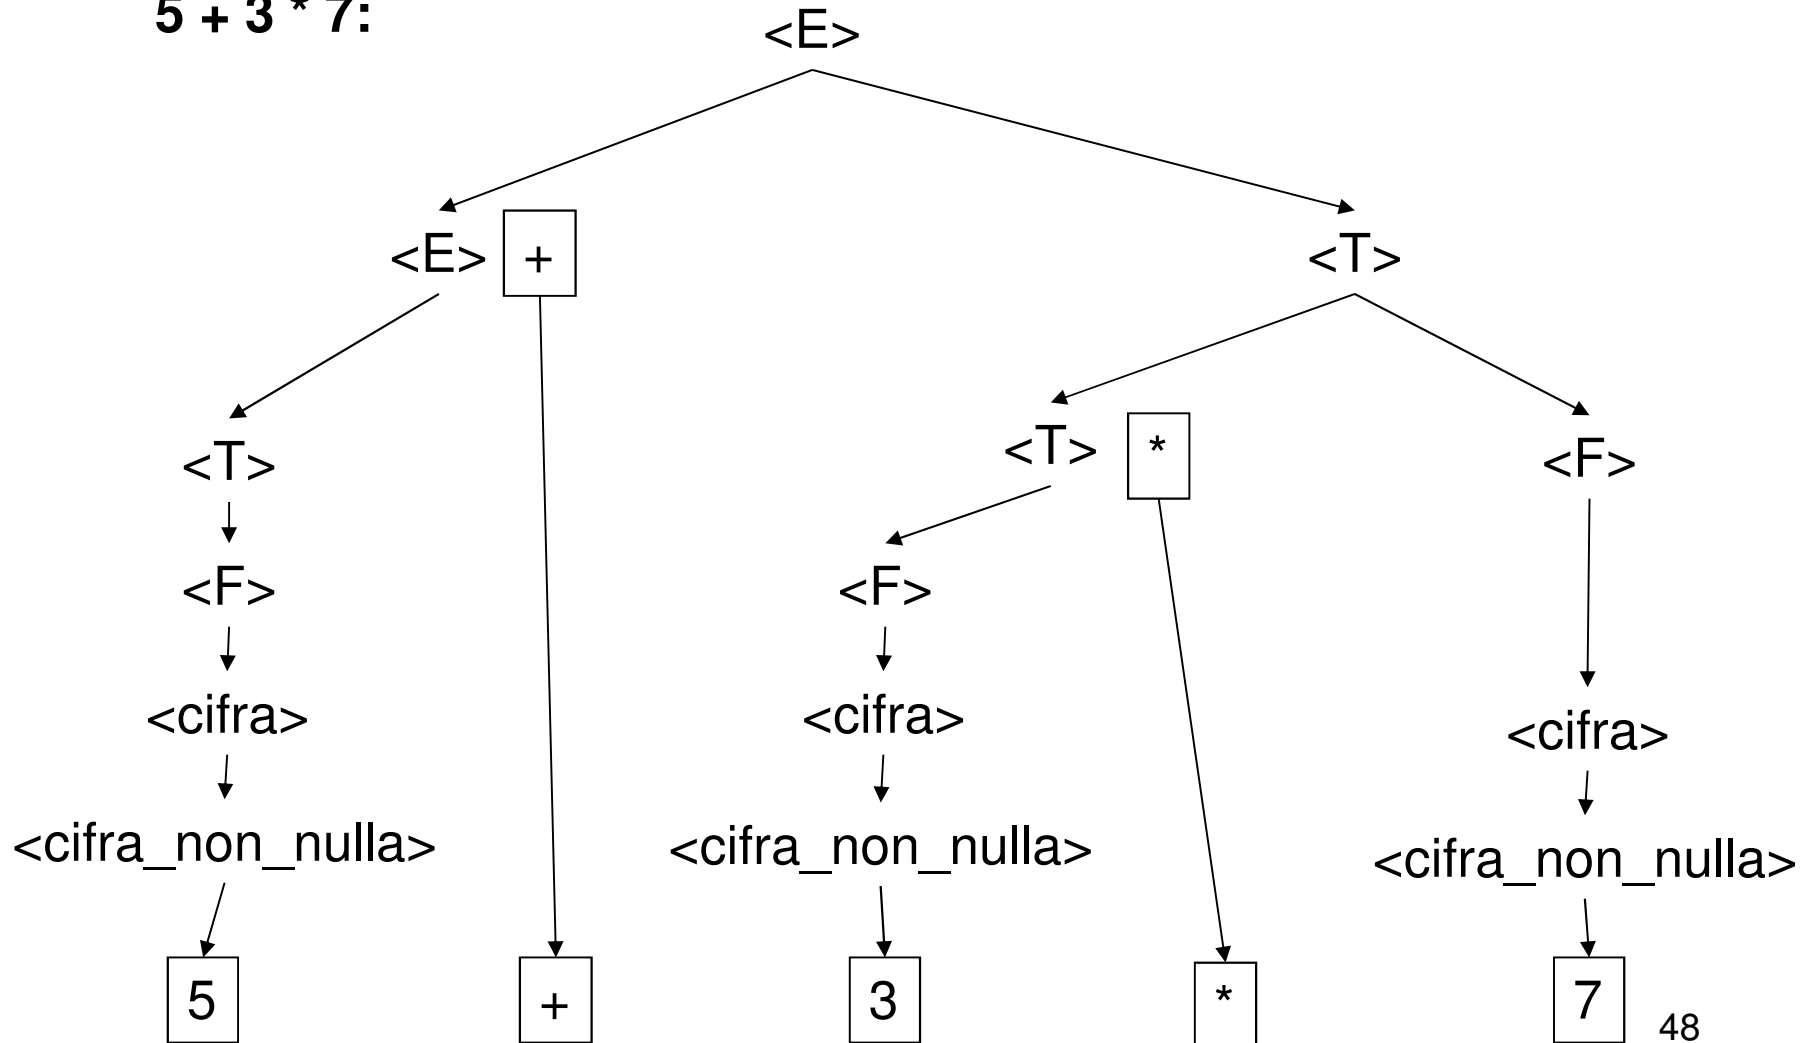 5 + 3 * 7:
<E>
<E> + <T>
<T> * <F>
<T>
<F> <F>
<cifra> <cifra> <cifra>
<cifra_non_nulla> <cifra_non_nulla> <cifra_non_nulla>
5 + 3 * 7
48